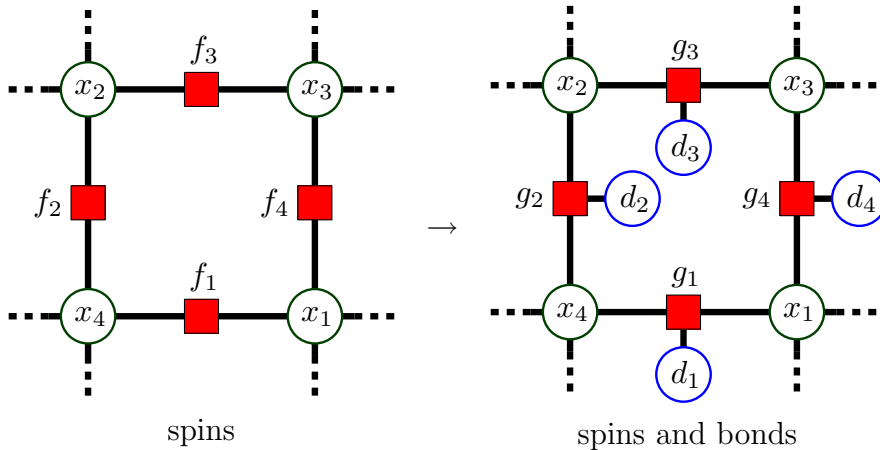 f₃
x₂ x₃
f₂ f₄
f₁
x₄ x₁
spins
→
g₃
x₂ x₃
d₃
g₂ d₂ g₄ d₄
g₁
x₄ x₁
d₁
spins and bonds